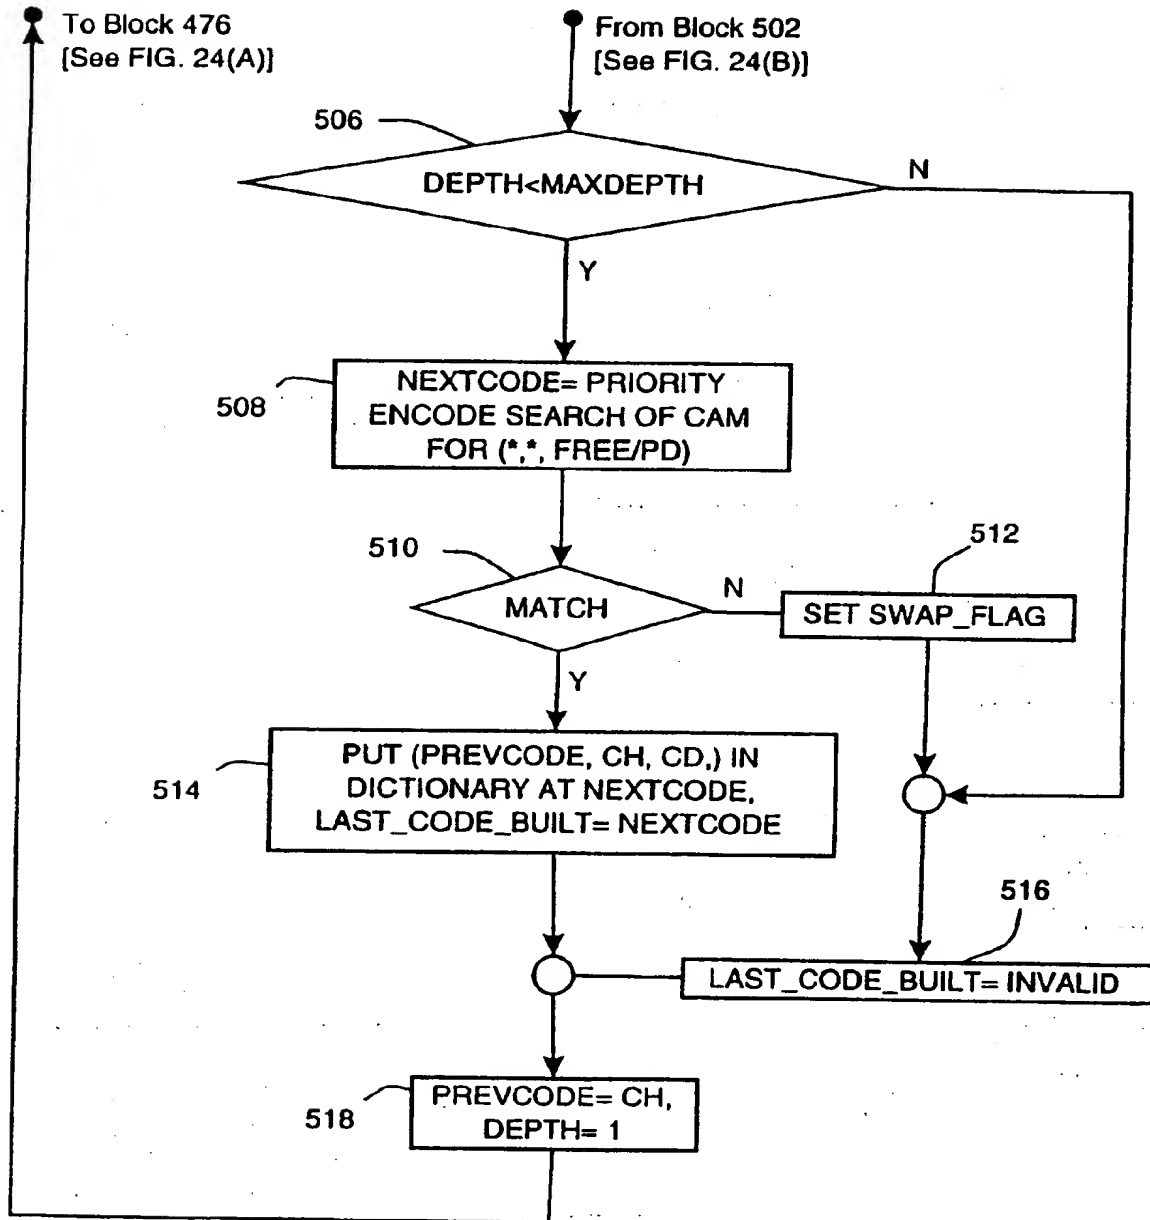 To Block 476
[See FIG. 24(A)]
From Block 502
[See FIG. 24(B)]
506
DEPTH<MAXDEPTH
N
Y
508
NEXTCODE= PRIORITY
ENCODE SEARCH OF CAM
FOR (*,*, FREE/PD)
510
MATCH
N
512
SET SWAP_FLAG
Y
514
PUT (PREVCODE, CH, CD,) IN
DICTIONARY AT NEXTCODE,
LAST_CODE_BUILT= NEXTCODE
516
LAST_CODE_BUILT= INVALID
518
PREVCODE= CH,
DEPTH= 1